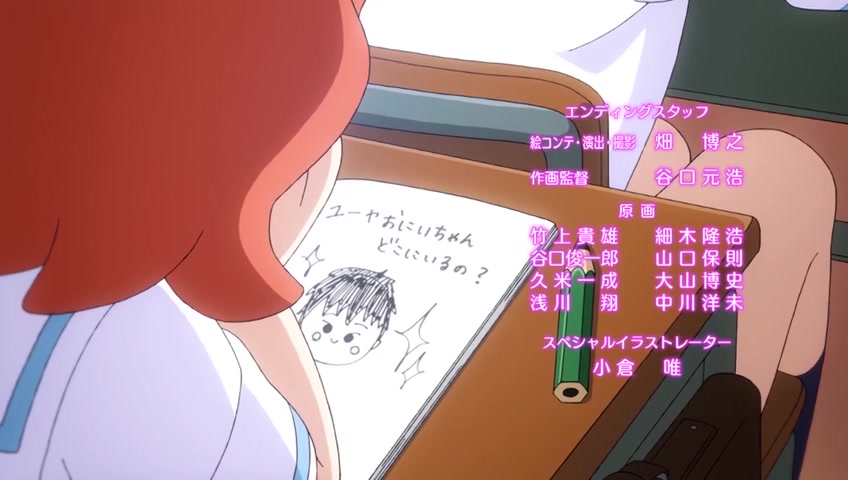 ユーヤおにいちゃん
どこにいるの？
エンディングスタッフ
絵コンテ・演出・撮影 畑 博之
作画監督 谷口元浩
原画
竹上貴雄 細木隆浩
谷口俊一郎 山口保則
久米一成 大山博史
浅川 翔 中川洋未
スペシャルイラストレーター
小倉 唯